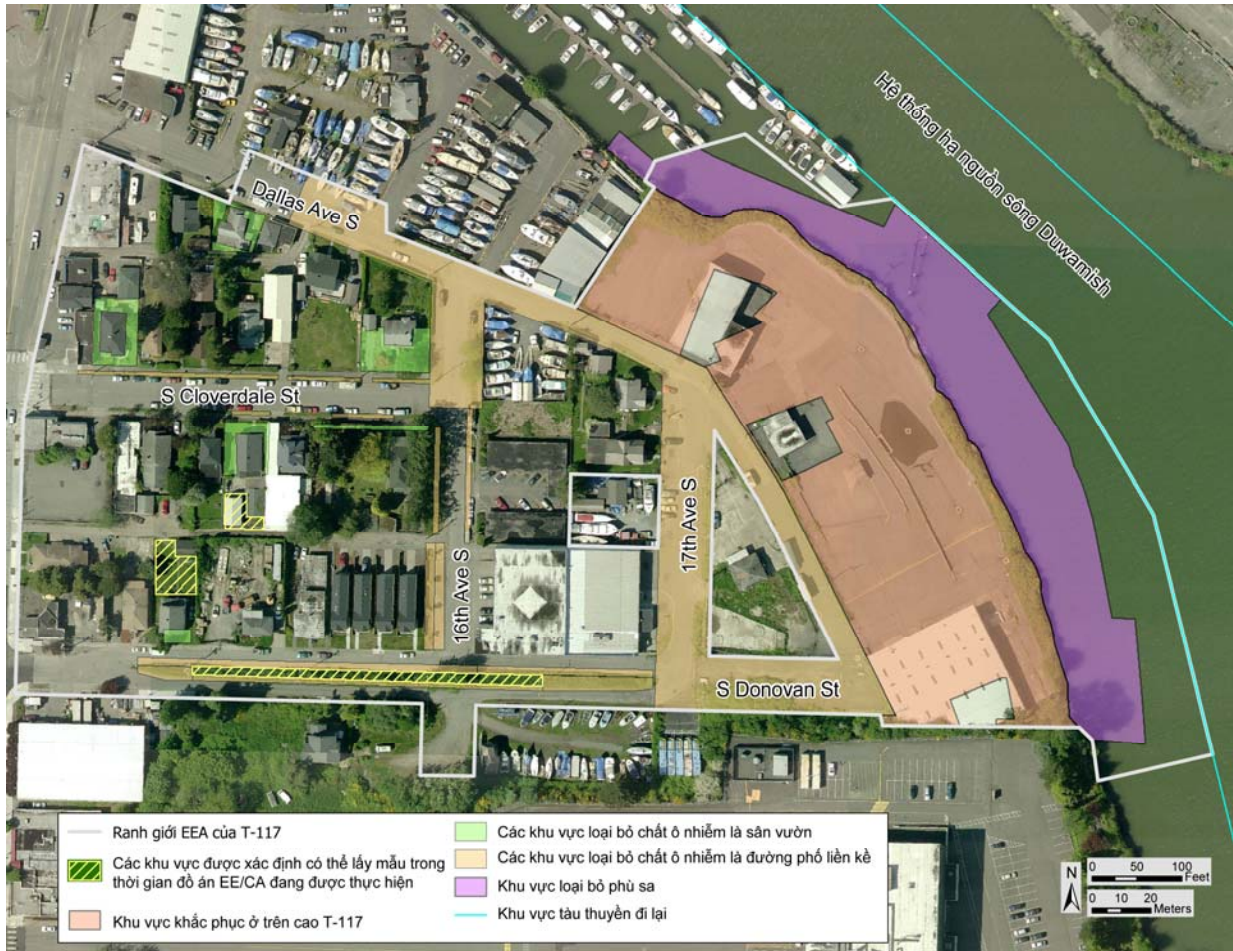 Hệ thống hạ nguồn sông Duwamish
Dallas Ave S
S Cloverdale St
16th Ave S
17th Ave S
S Donovan St
Ranh giới EEA của T-117
Các khu vực được xác định có thể lấy mẫu trong
thời gian đồ án EE/CA đang được thực hiện
Khu vực khắc phục ở trên cao T-117
Các khu vực loại bỏ chất ô nhiễm là sân vườn
Các khu vực loại bỏ chất ô nhiễm là đường phố liền kề
Khu vực loại bỏ phù sa
Khu vực tàu thuyền đi lại
N
0 50 100
Feet
0 10 20
Meters